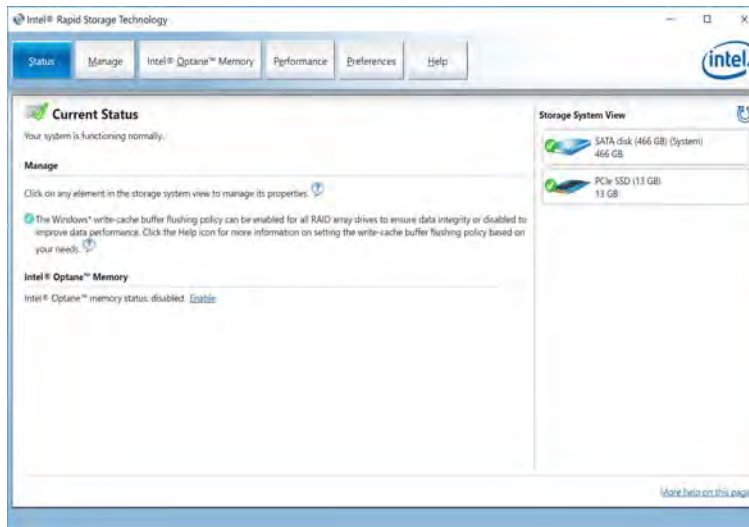 Intel® Rapid Storage Technology
Status
Manage
Intel® Optane™ Memory
Performance
Preferences
Help
intel.
Current Status
Your system is functioning normally.
Manage
Click on any element in the storage system view to manage its properties.
The Windows* write-cache buffer flushing policy can be enabled for all RAID array drives to ensure data integrity or disabled to
improve data performance. Click the Help icon for more information on setting the write-cache buffer flushing policy based on
your needs.
Intel® Optane™ Memory
Intel® Optane™ memory status: disabled. Enable
Storage System View
SATA disk (466 GB) (System)
466 GB
PCIe SSD (13 GB)
13 GB
More help on this page